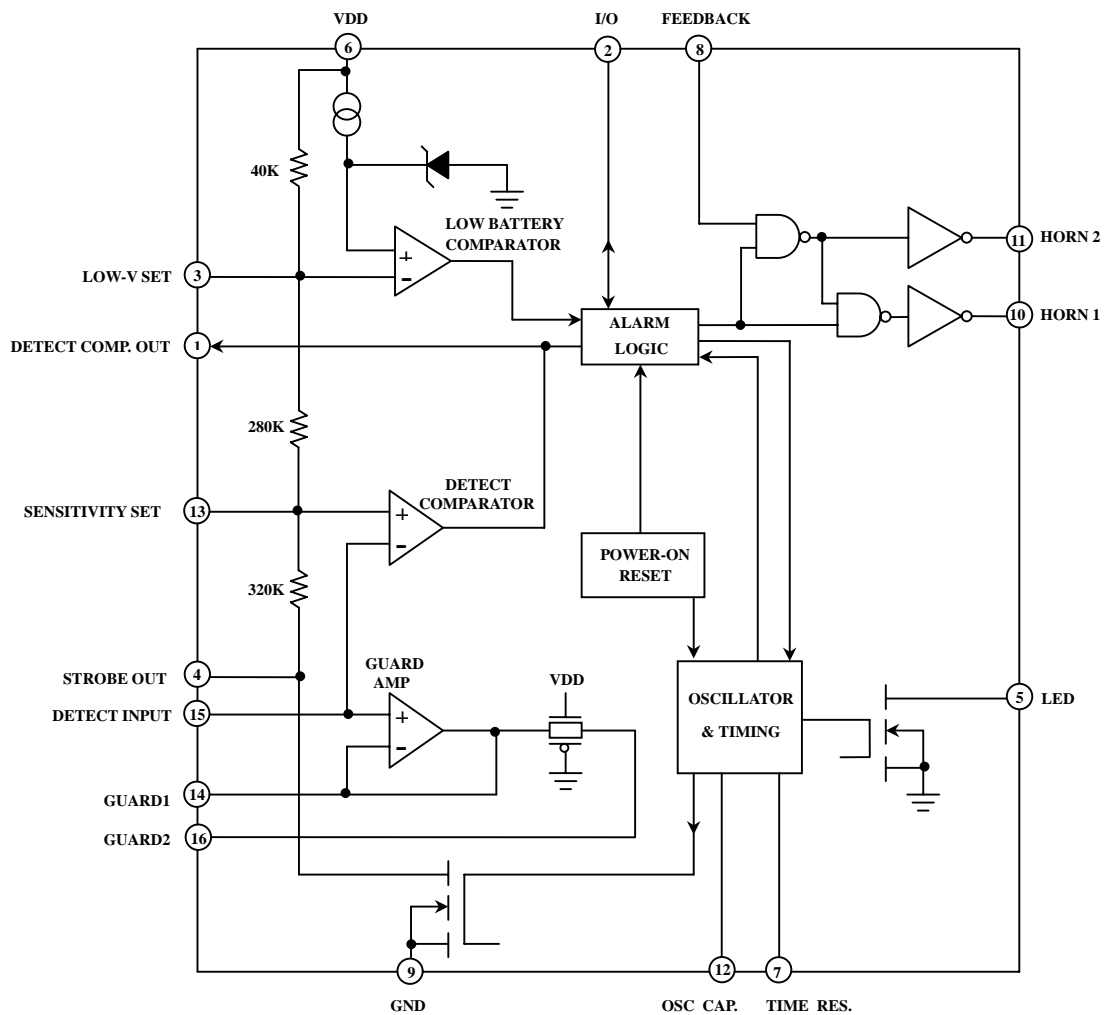 VDD
I/O
FEEDBACK
6
2
8
40K
LOW BATTERY
COMPARATOR
+
-
LOW-V SET
3
11
HORN 2
10
HORN 1
DETECT COMP. OUT
1
ALARM
LOGIC
280K
DETECT
COMPARATOR
SENSITIVITY SET
13
+
-
POWER-ON
RESET
320K
STROBE OUT
4
GUARD
AMP
VDD
DETECT INPUT
15
+
-
OSCILLATOR
& TIMING
5
LED
GUARD1
14
GUARD2
16
9
12
7
GND
OSC CAP.
TIME RES.